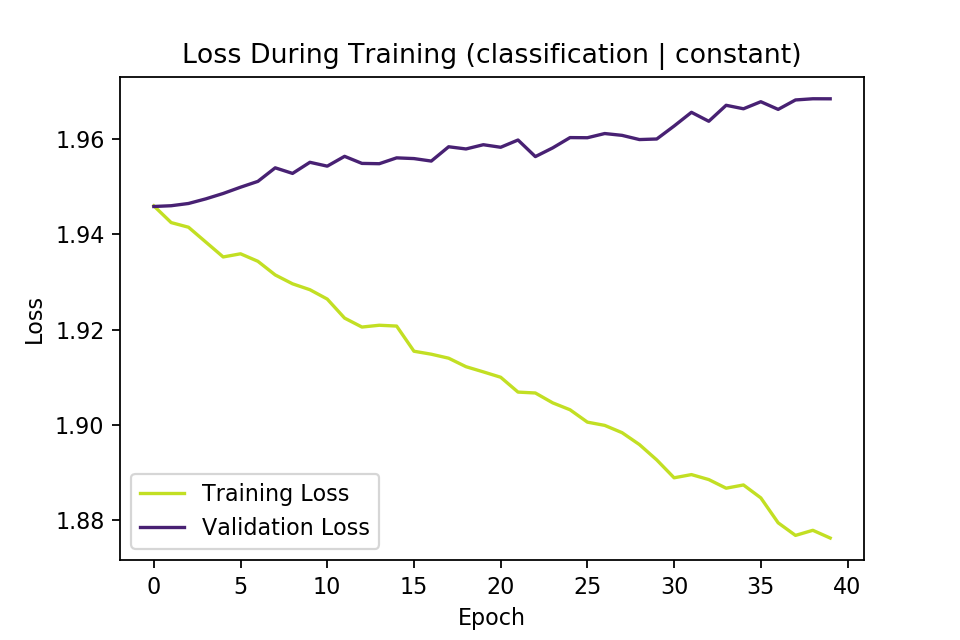 Loss During Training (classification | constant)
1.96
1.94
1.92
1.90
1.88
Loss
Training Loss
Validation Loss
0 5 10 15 20 25 30 35 40
Epoch